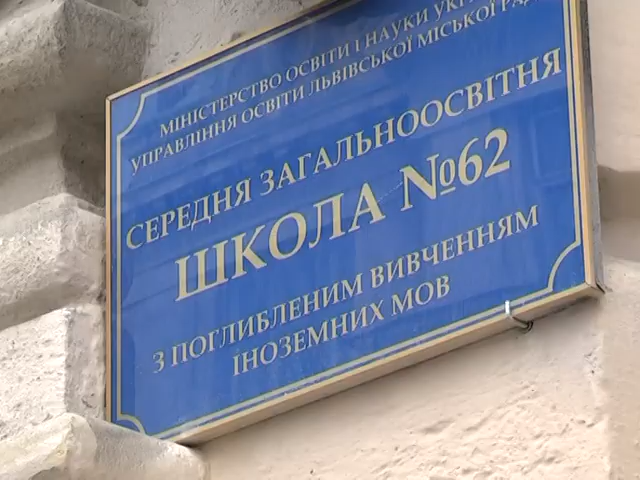 МІНІСТЕРСТВО ОСВІТИ І НАУКИ
УПРАВЛІННЯ ОСВІТИ ЛЬВІВСЬКОЇ МІСЬКОЇ
СЕРЕДНЯ ЗАГАЛЬНООСВІТНЯ
ШКОЛА №62
З ПОГЛИБЛЕНИМ ВИВЧЕННЯМ
ІНОЗЕМНИХ МОВ